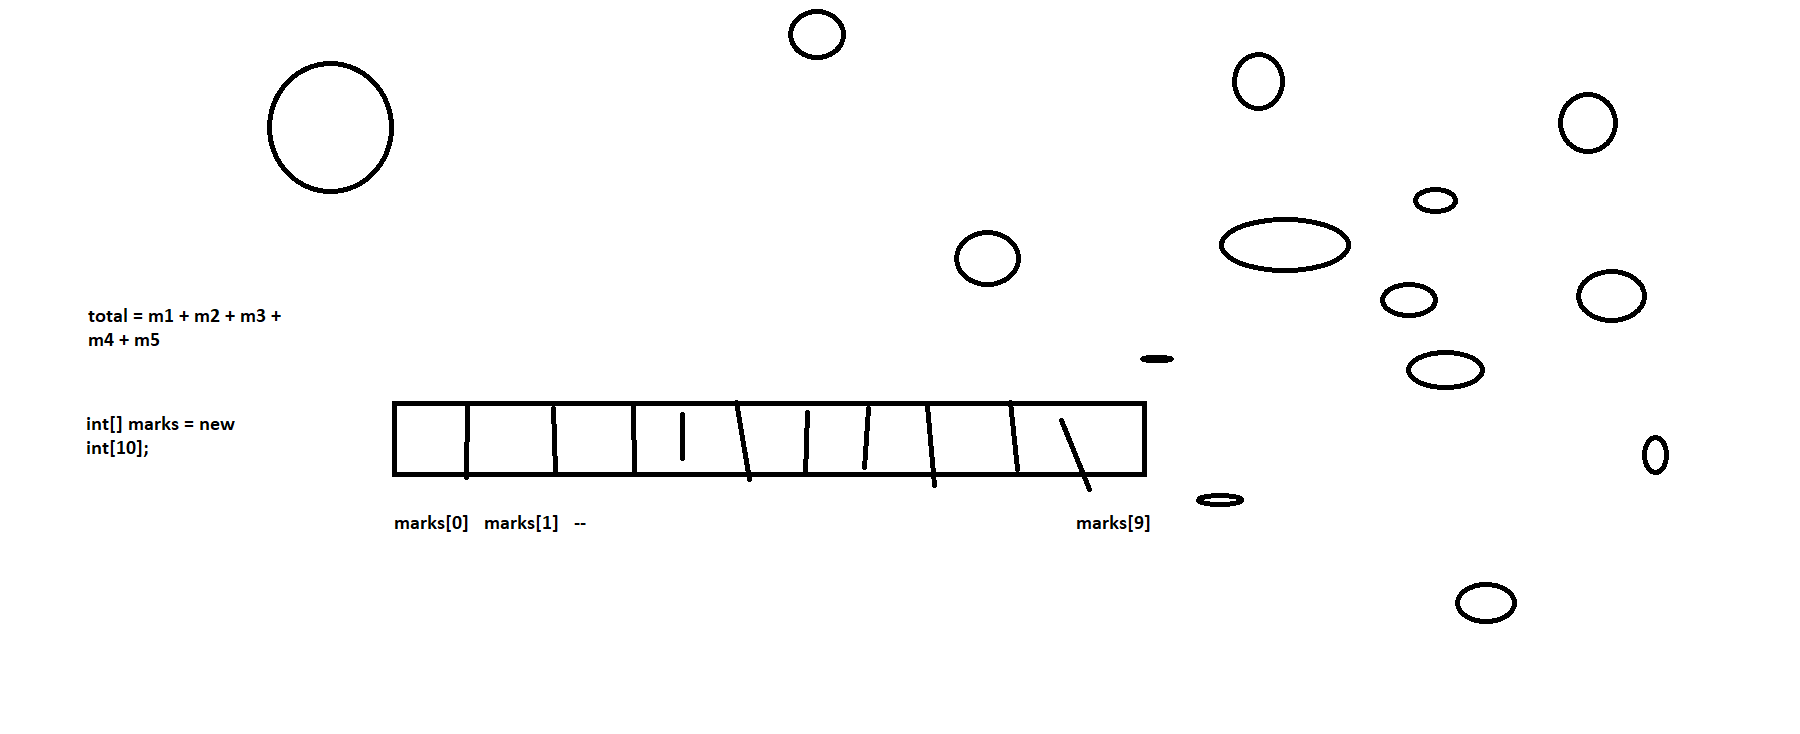 total = m1 + m2 + m3 +
m4 + m5
int[] marks = new
int[10];
marks[0] marks[1] -- marks[9]